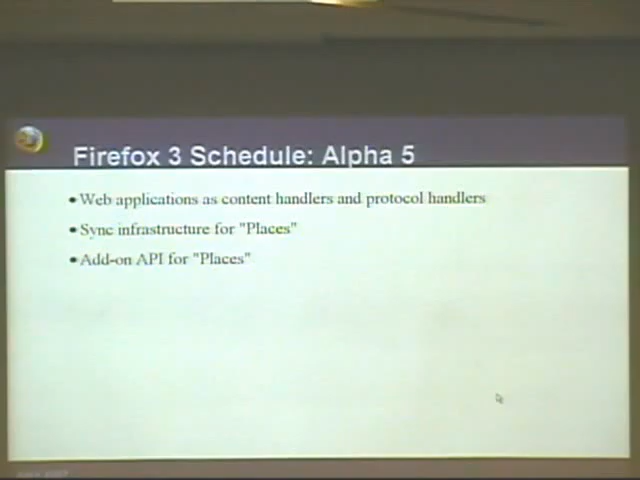 Firefox 3 Schedule: Alpha 5
•Web applications as content handlers and protocol handlers
•Sync infrastructure for "Places"
•Add-on API for "Places"